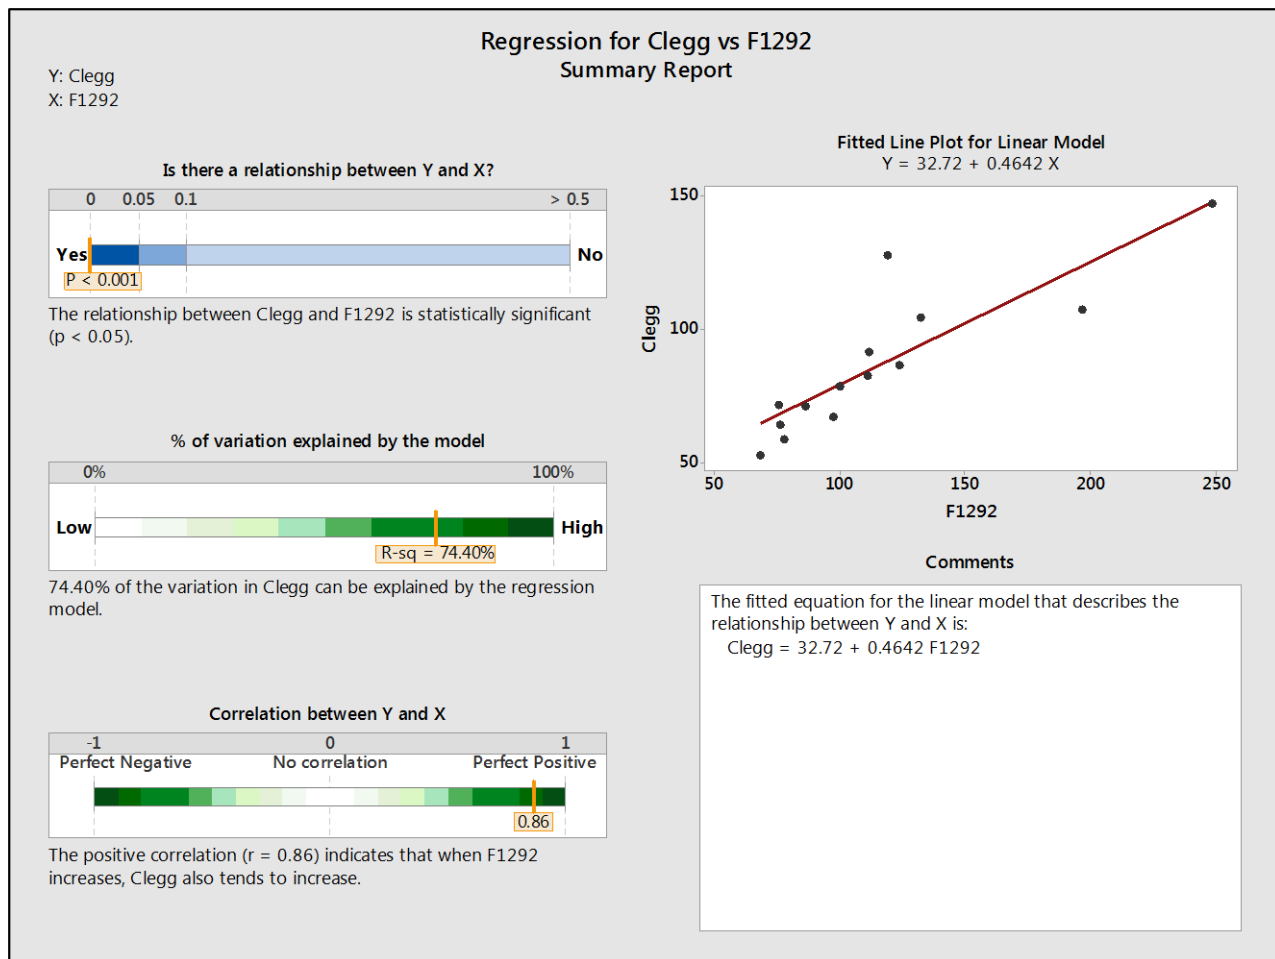 Regression for Clegg vs F1292
Summary Report
Y: Clegg
X: F1292
Is there a relationship between Y and X?
0 0.05 0.1 > 0.5
Yes No
P < 0.001
The relationship between Clegg and F1292 is statistically significant
(p < 0.05).
% of variation explained by the model
0% 100%
Low High
R-sq = 74.40%
74.40% of the variation in Clegg can be explained by the regression
model.
Correlation between Y and X
-1 0 1
Perfect Negative No correlation Perfect Positive
0.86
The positive correlation (r = 0.86) indicates that when F1292
increases, Clegg also tends to increase.
Fitted Line Plot for Linear Model
Y = 32.72 + 0.4642 X
150
100
50
Clegg
50 100 150 200 250
F1292
Comments
The fitted equation for the linear model that describes the
relationship between Y and X is:
Clegg = 32.72 + 0.4642 F1292